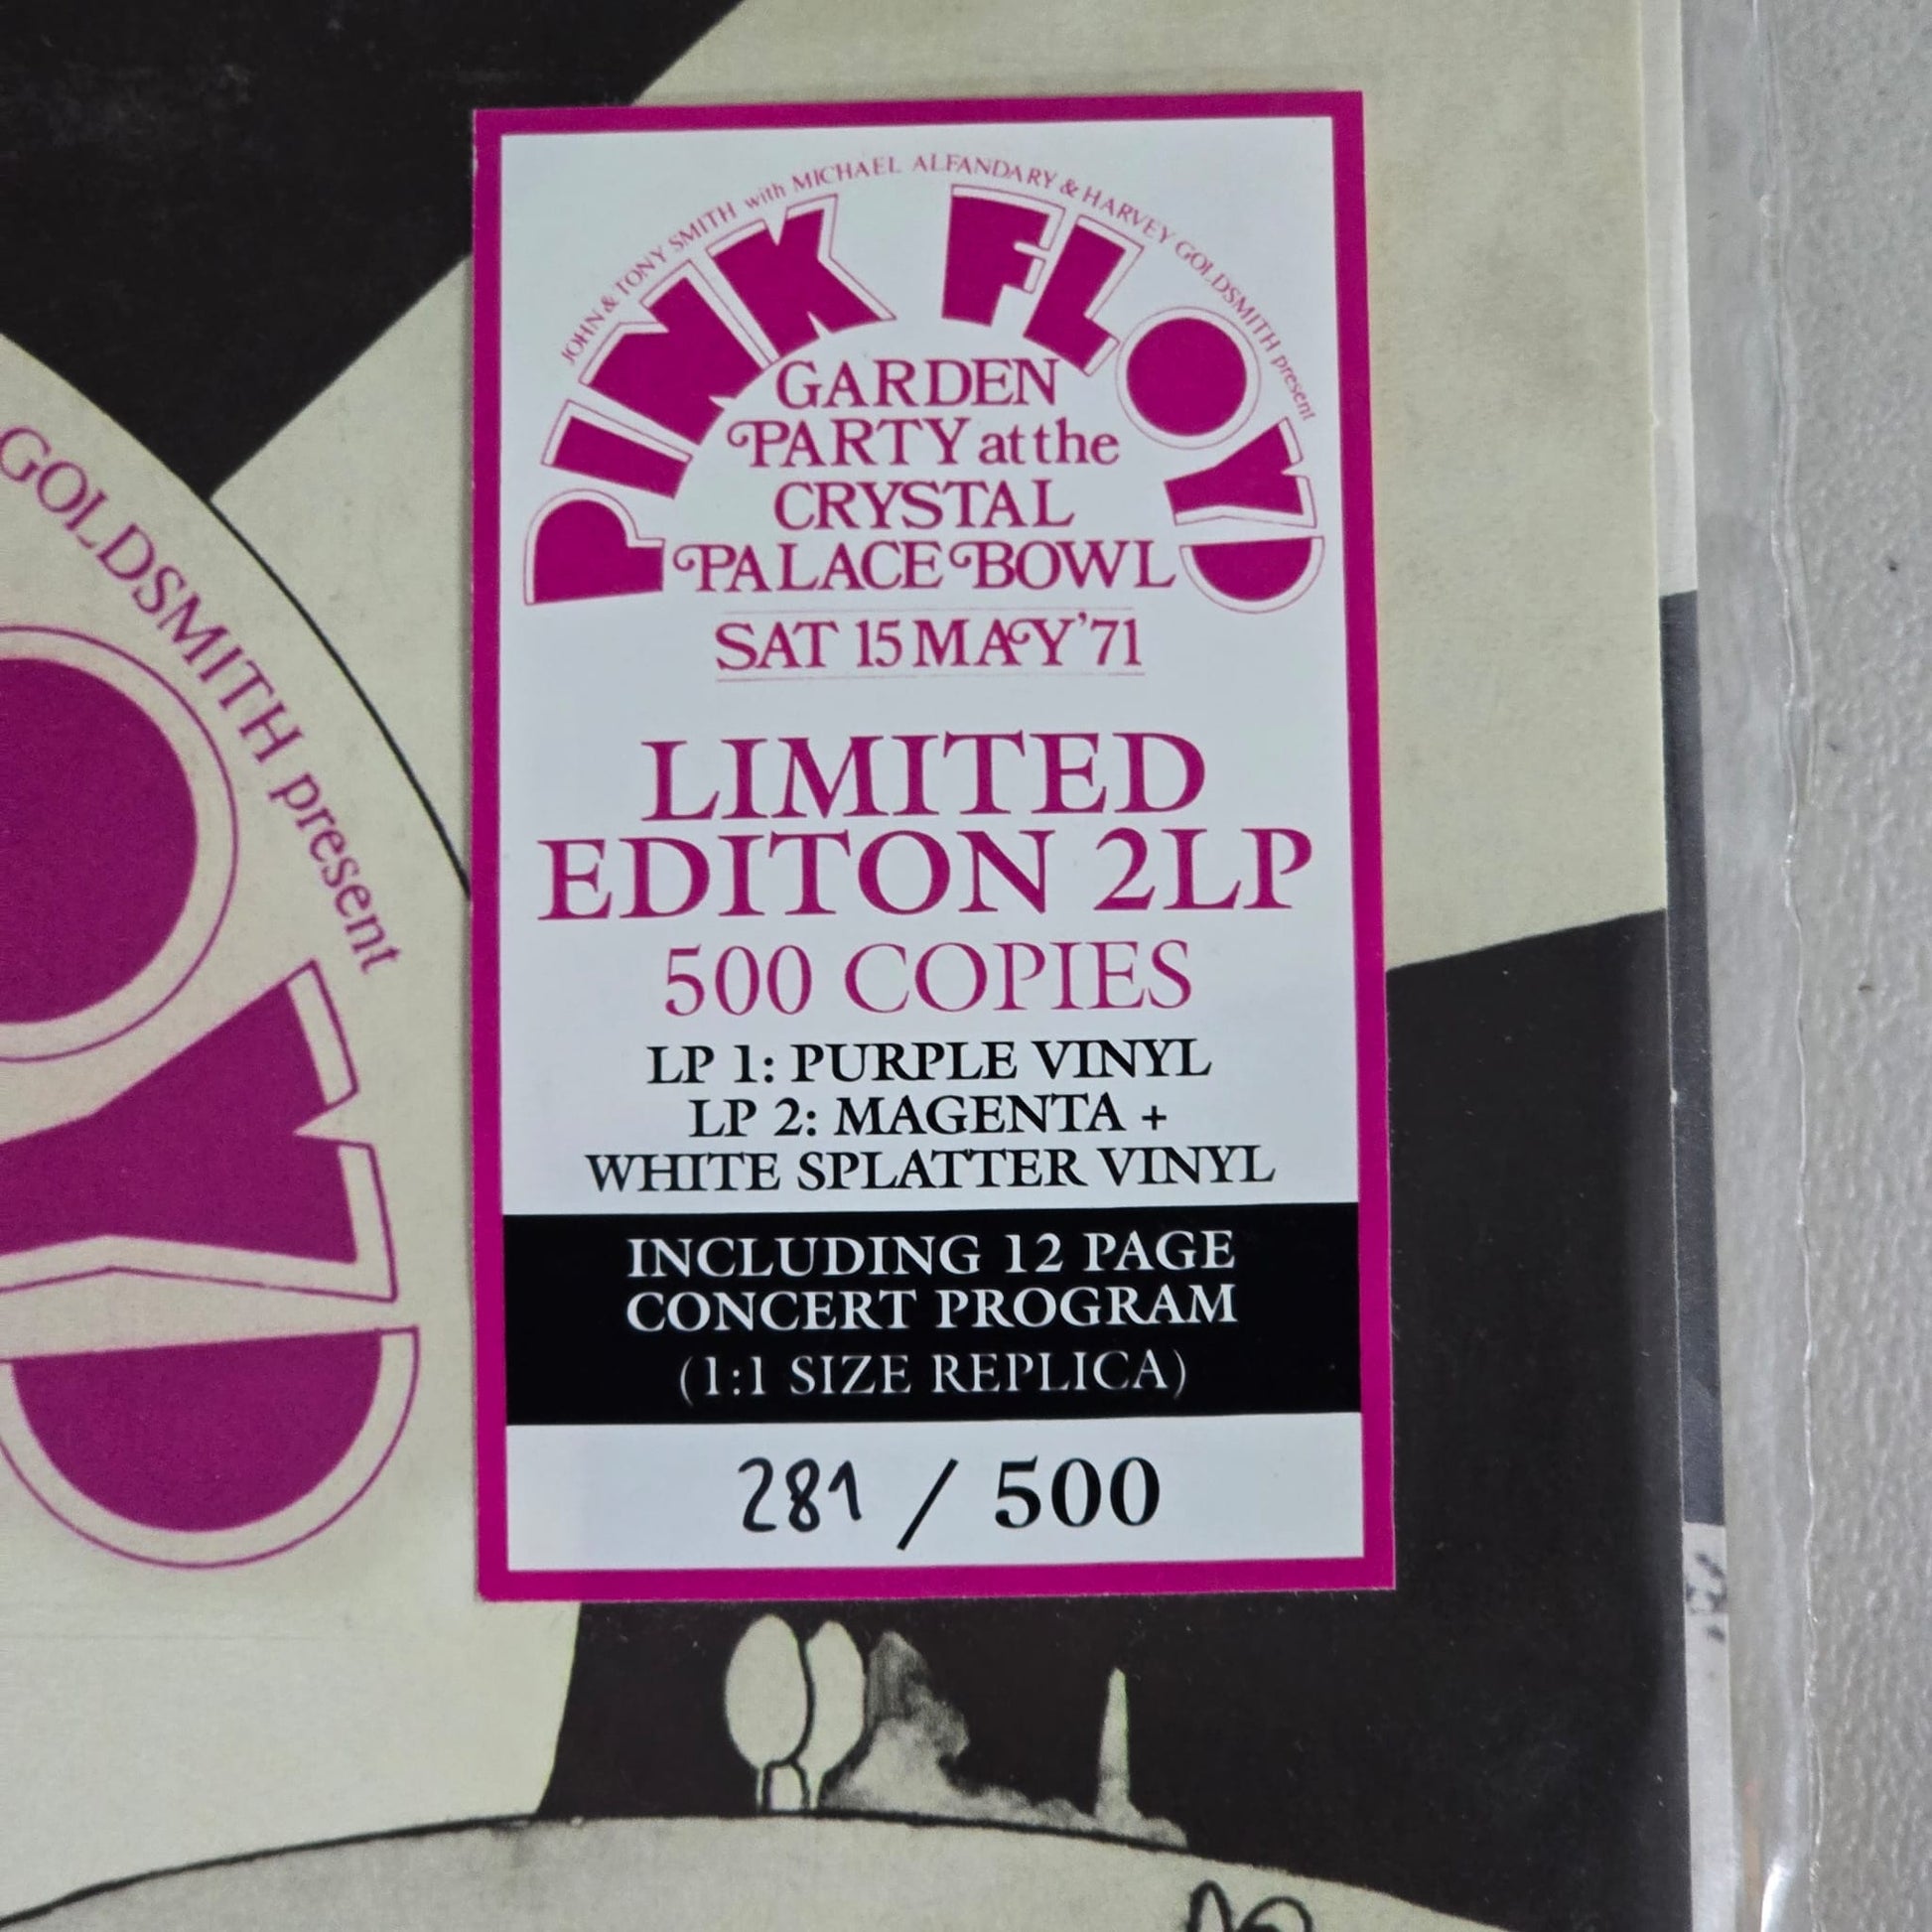 JOHN & TONY SMITH with MICHAEL ALFANDARY & HARVEY GOLDSMITH present
PINK FLOYD
GARDEN
PARTY at the
CRYSTAL
PALACE BOWL
SAT 15 MAY '71
LIMITED
EDITON 2LP
500 COPIES
LP 1: PURPLE VINYL
LP 2: MAGENTA +
WHITE SPLATTER VINYL
INCLUDING 12 PAGE
CONCERT PROGRAM
(1:1 SIZE REPLICA)
281 / 500
GOLDSMITH present
OYD